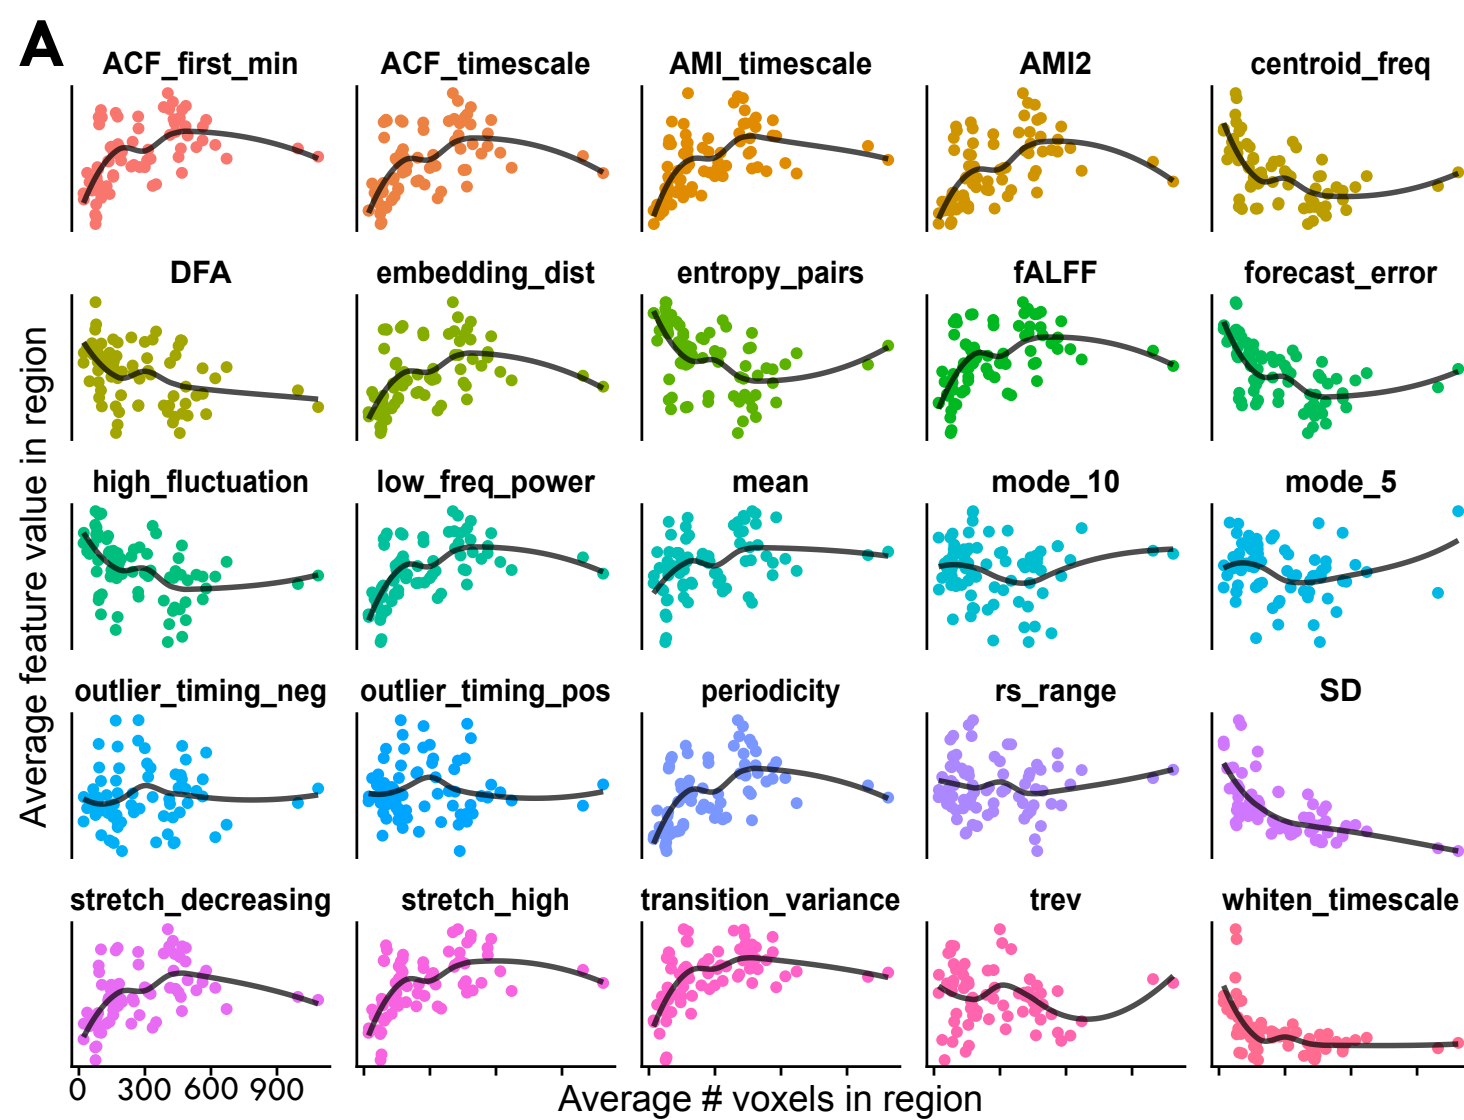 A
ACF_first_min ACF_timescale AMI_timescale AMI2 centroid_freq
DFA embedding_dist entropy_pairs fALFF forecast_error
high_fluctuation low_freq_power mean mode_10 mode_5
outlier_timing_neg outlier_timing_pos periodicity rs_range SD
stretch_decreasing stretch_high transition_variance trev whiten_timescale
Average feature value in region
0 300 600 900
Average # voxels in region